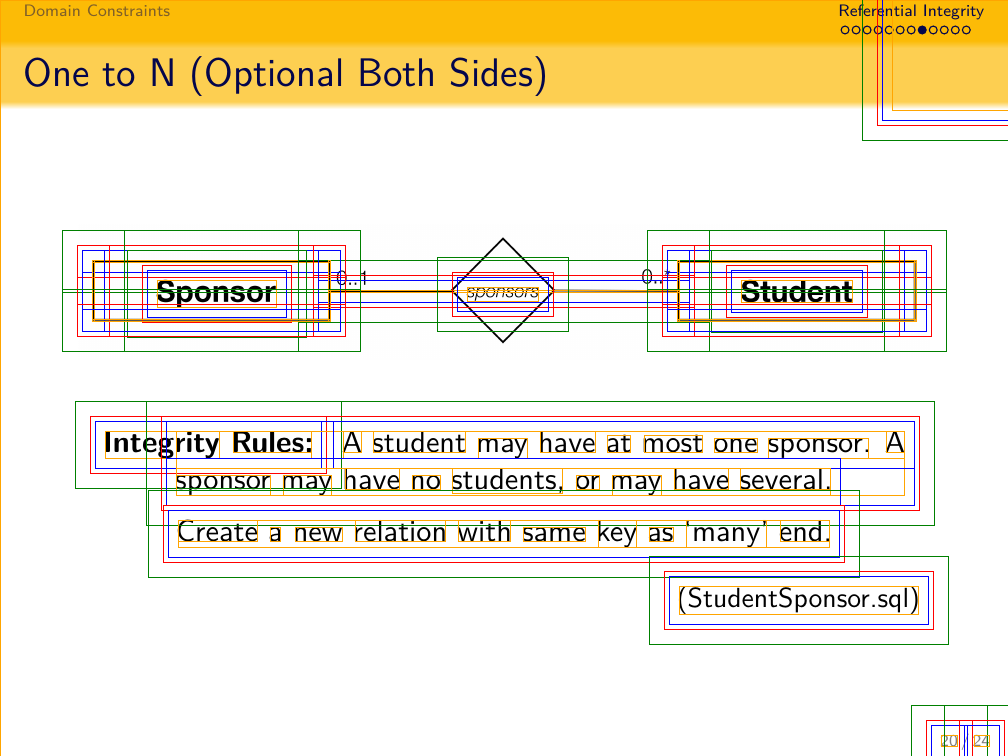 Domain Constraints
Referential Integrity
One to N (Optional Both Sides)
Sponsor 0..1 sponsors 0..* Student
Integrity Rules: A student may have at most one sponsor. A
sponsor may have no students, or may have several.
Create a new relation with same key as ‘many’ end.
(StudentSponsor.sql)
20 / 24